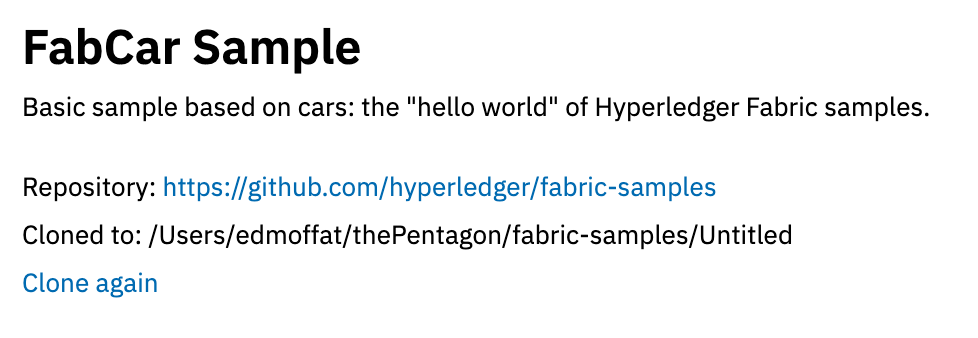 FabCar Sample
Basic sample based on cars: the "hello world" of Hyperledger Fabric samples.
Repository: https://github.com/hyperledger/fabric-samples
Cloned to: /Users/edmoffat/thePentagon/fabric-samples/Untitled
Clone again